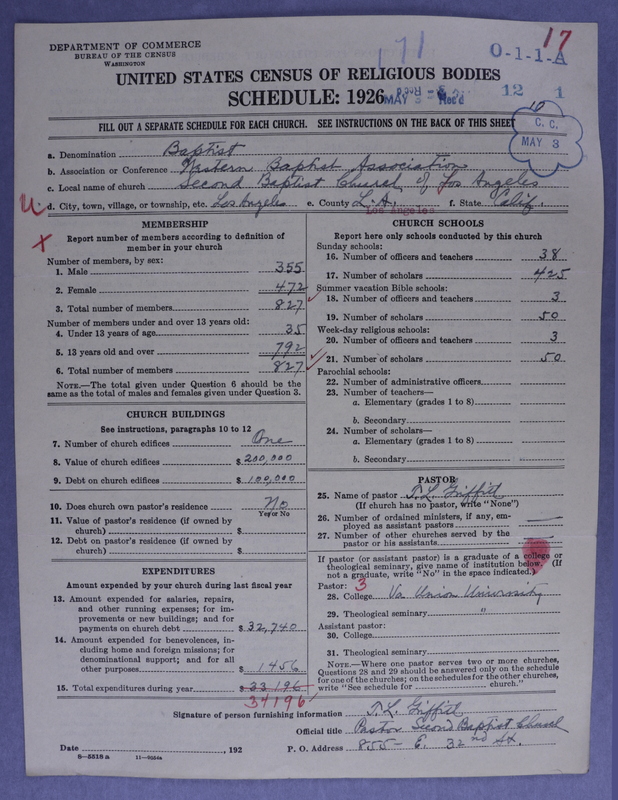 DEPARTMENT OF COMMERCE
BUREAU OF THE CENSUS
WASHINGTON
171
O-1-1-A
17
UNITED STATES CENSUS OF RELIGIOUS BODIES
SCHEDULE: 1926
MAY 3
Rec'd
12 1
FILL OUT A SEPARATE SCHEDULE FOR EACH CHURCH. SEE INSTRUCTIONS ON THE BACK OF THIS SHEET
C. C.
MAY 3
a. Denomination Baptist
b. Association or Conference Western Baptist Association
c. Local name of church Second Baptist Church of Los Angeles
U. d. City, town, village, or township, etc. Los Angeles e. County L.A. f. State Calif.
Los Angeles
MEMBERSHIP
X Report number of members according to definition of
member in your church
Number of members, by sex:
1. Male 355
2. Female 472
3. Total number of members 827
Number of members under and over 13 years old:
4. Under 13 years of age 35
5. 13 years old and over 792
6. Total number of members 827
NOTE.—The total given under Question 6 should be the
same as the total of males and females given under Question 3.
CHURCH BUILDINGS
See instructions, paragraphs 10 to 12
7. Number of church edifices One
8. Value of church edifices $ 200,000
9. Debt on church edifices $ 100,000
10. Does church own pastor's residence No
Yes or No
11. Value of pastor's residence (if owned by
church) $
12. Debt on pastor's residence (if owned by
church) $
EXPENDITURES
Amount expended by your church during last fiscal year
13. Amount expended for salaries, repairs,
and other running expenses; for im-
provements or new buildings; and for
payments on church debt $ 32,740
14. Amount expended for benevolences, in-
cluding home and foreign missions; for
denominational support; and for all
other purposes $ 1456
15. Total expenditures during year $ 33196
34196
CHURCH SCHOOLS
Report here only schools conducted by this church
Sunday schools:
16. Number of officers and teachers 38
17. Number of scholars 425
Summer vacation Bible schools:
18. Number of officers and teachers 3
19. Number of scholars 50
Week-day religious schools:
20. Number of officers and teachers 3
21. Number of scholars 50
Parochial schools:
22. Number of administrative officers
23. Number of teachers—
a. Elementary (grades 1 to 8)
b. Secondary
24. Number of scholars—
a. Elementary (grades 1 to 8)
b. Secondary
PASTOR
25. Name of pastor T. L. Griffith
(If church has no pastor, write "None")
26. Number of ordained ministers, if any, em-
ployed as assistant pastors
27. Number of other churches served by the
pastor or his assistants
If pastor (or assistant pastor) is a graduate of a college or
theological seminary, give name of institution below. (If
not a graduate, write "No" in the space indicated.)
Pastor: 3
28. College Va Union University
29. Theological seminary "
Assistant pastor:
30. College
31. Theological seminary
NOTE.—Where one pastor serves two or more churches,
Questions 28 and 29 should be answered only on the schedule
for one of the churches; on the schedules for the other churches,
write "See schedule for church."
Signature of person furnishing information T. L. Griffith
Official title Pastor Second Baptist Church
Date , 192 P. O. Address 855- E. 32nd St.
8-5518 a 11-9264a